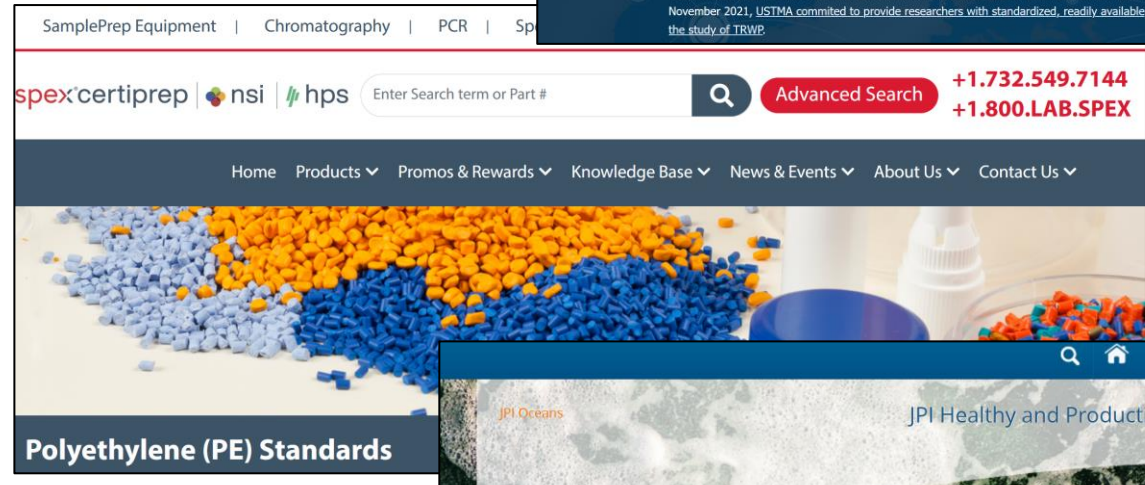 November 2021, USTMA commited to provide researchers with standardized, readily available
the study of TRWP.
SamplePrep Equipment | Chromatography | PCR |
spex certiprep | nsi | hps
Enter Search term or Part #
Advanced Search
+1.732.549.7144
+1.800.LAB.SPEX
Home Products Promos & Rewards Knowledge Base News & Events About Us Contact Us
JPI Oceans
JPI Healthy and Product
Polyethylene (PE) Standards